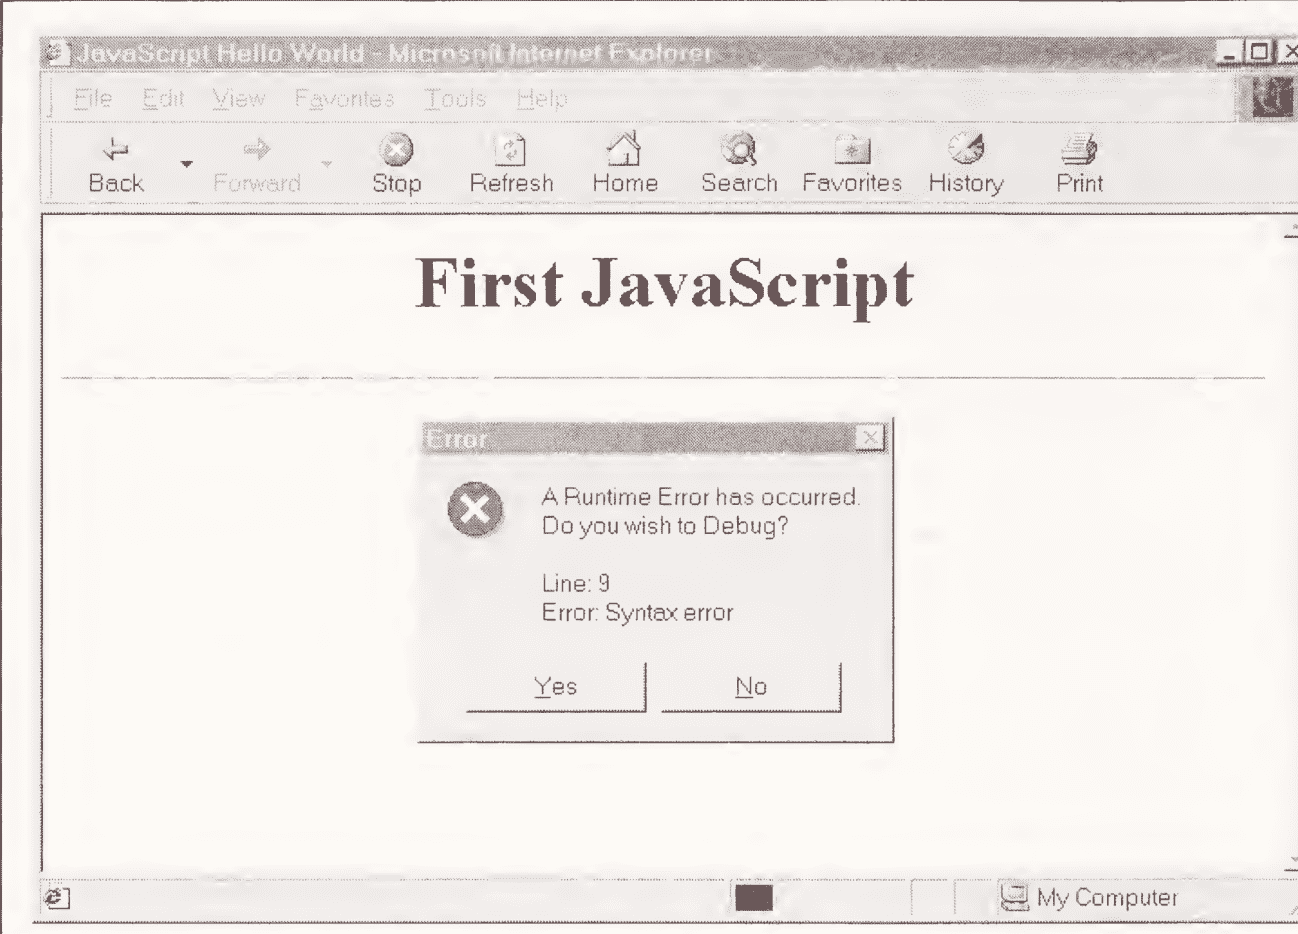 JavaScript Hello World - Microsoft Internet Explorer
File Edit View Favorites Tools Help
Back Forward Stop Refresh Home Search Favorites History Print
First JavaScript
Error
A Runtime Error has occurred.
Do you wish to Debug?
Line: 9
Error: Syntax error
Yes No
My Computer